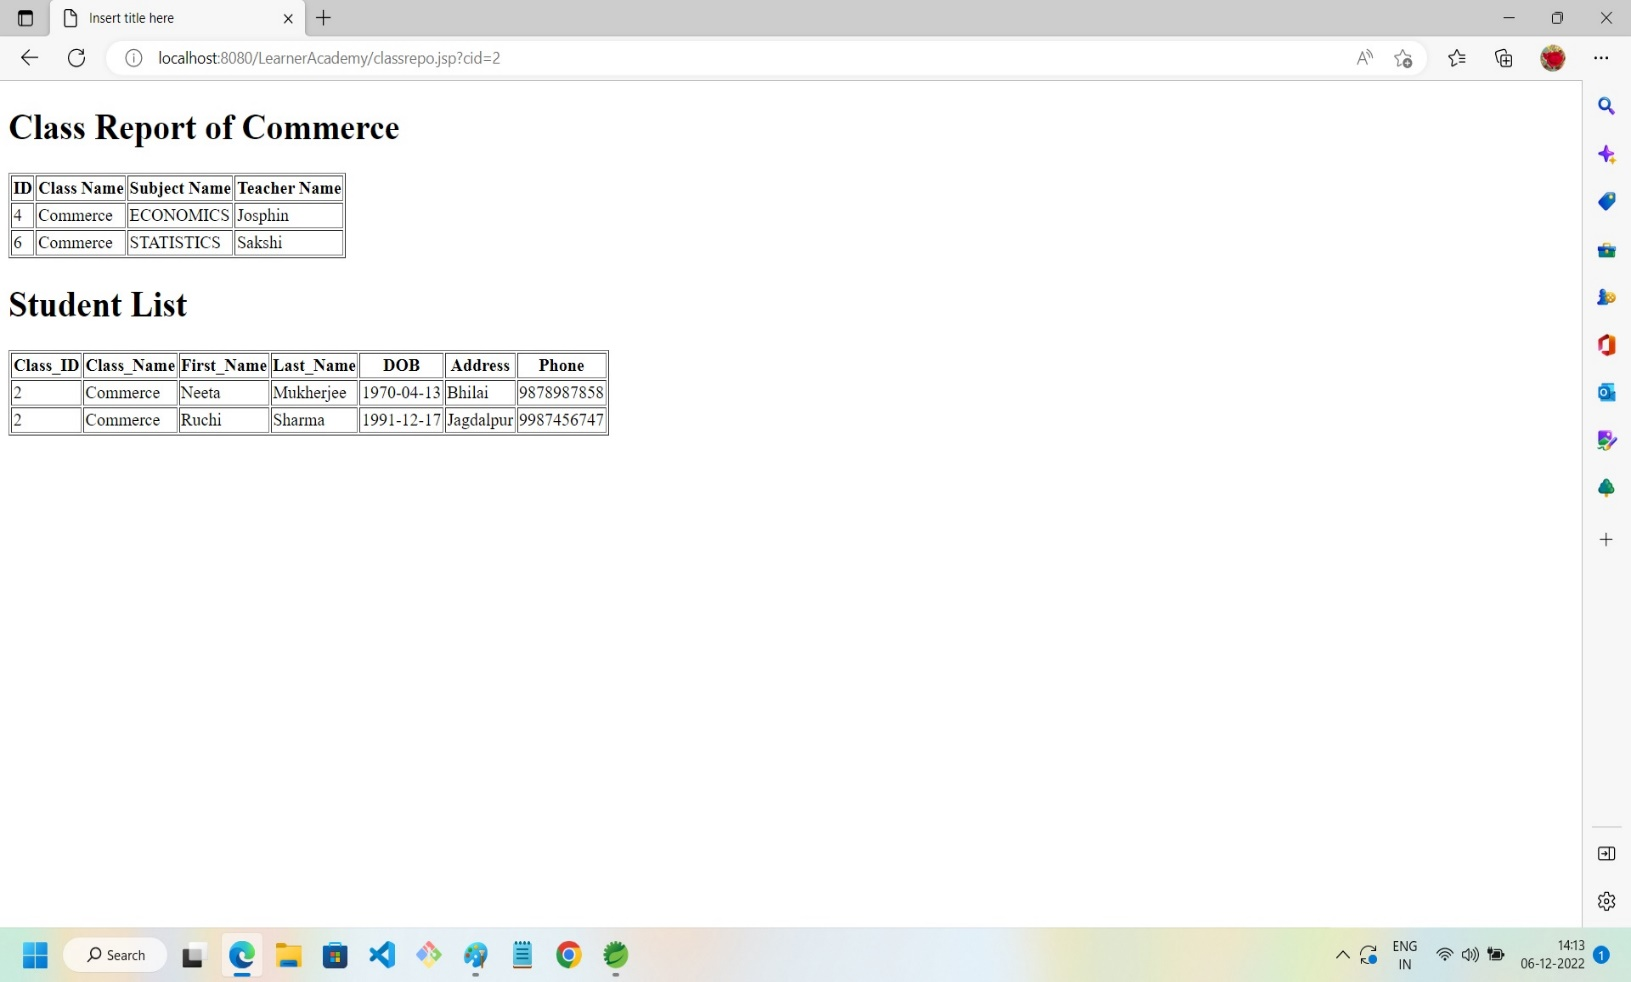 Insert title here
localhost:8080/LearnerAcademy/classrepo.jsp?cid=2
Class Report of Commerce
ID Class Name Subject Name Teacher Name
4 Commerce ECONOMICS Josphin
6 Commerce STATISTICS Sakshi
Student List
Class_ID Class_Name First_Name Last_Name DOB Address Phone
2 Commerce Neeta Mukherjee 1970-04-13 Bhilai 9878987858
2 Commerce Ruchi Sharma 1991-12-17 Jagdalpur 9987456747
Search
ENG
IN
14:13
06-12-2022
1